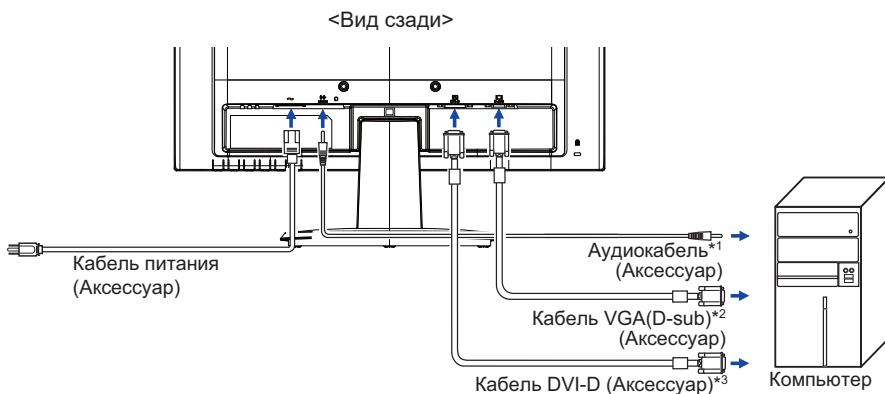 <Вид сзади>
Кабель питания
(Аксессуар)
Аудиокабель*1
(Аксессуар)
Кабель VGA(D-sub)*2
(Аксессуар)
Кабель DVI-D (Аксессуар)*3
Компьютер